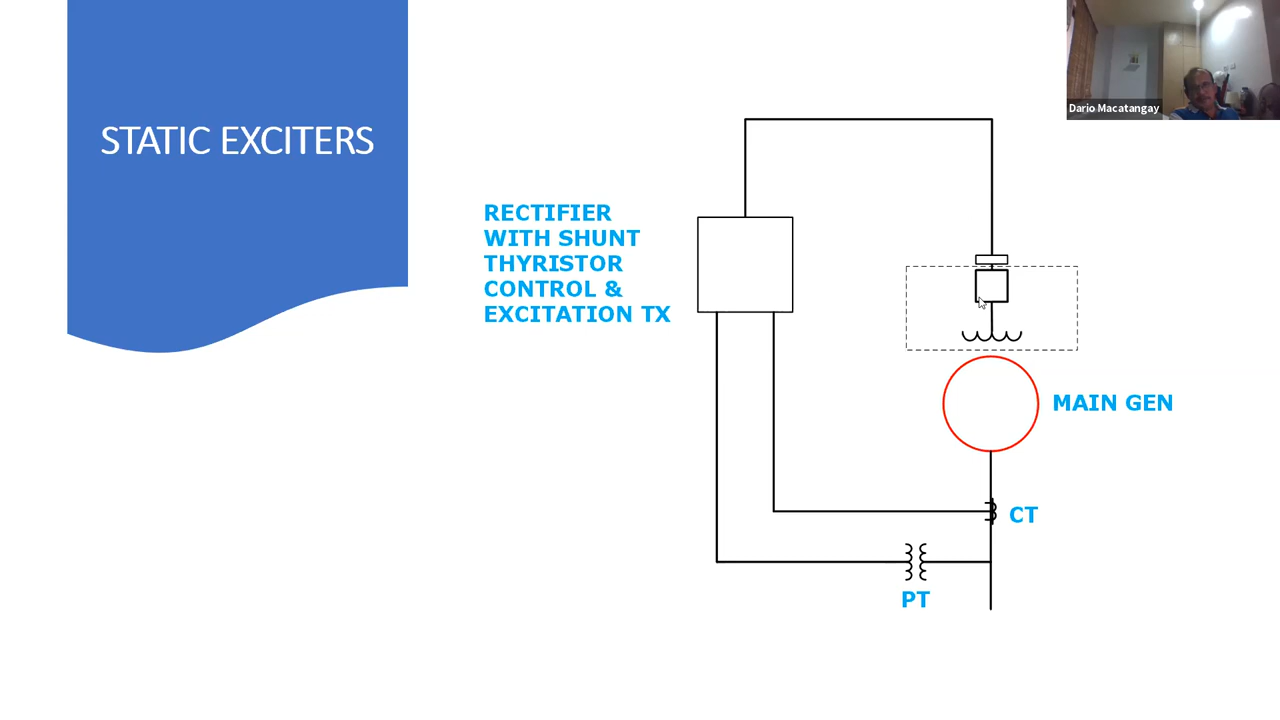 STATIC EXCITERS
RECTIFIER
WITH SHUNT
THYRISTOR
CONTROL &
EXCITATION TX
MAIN GEN
CT
PT
Dario Macatangay